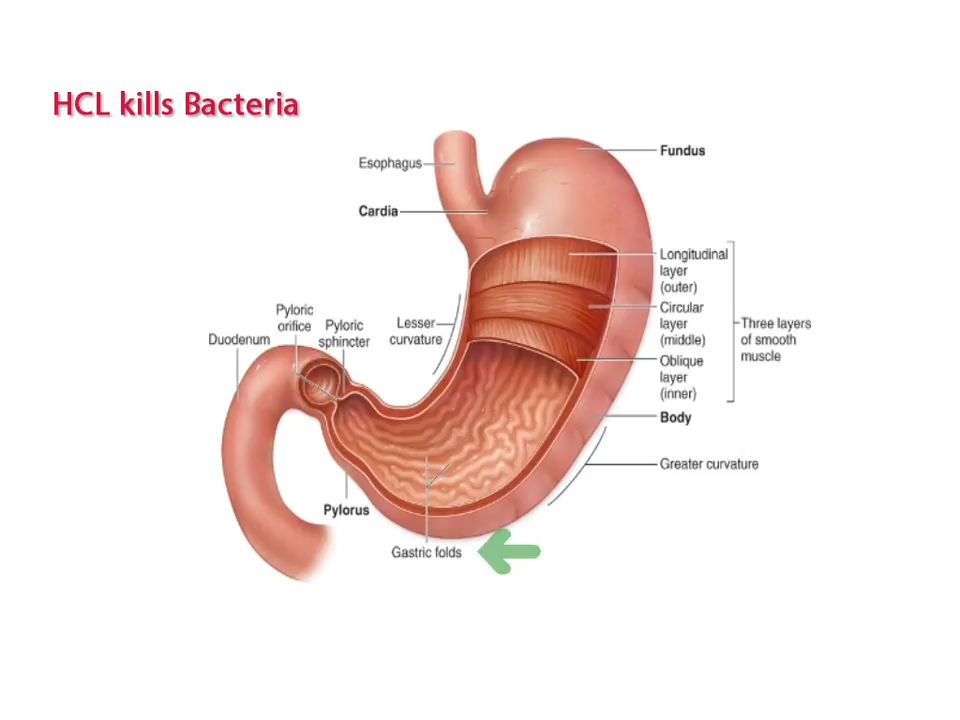 HCL kills Bacteria
Fundus
Esophagus
Cardia
Longitudinal
layer
(outer)
Circular
layer
(middle)
Three layers
of smooth
muscle
Oblique
layer
(inner)
Pyloric
orifice
Pyloric
sphincter
Lesser
curvature
Duodenum
Body
Greater curvature
Pylorus
Gastric folds